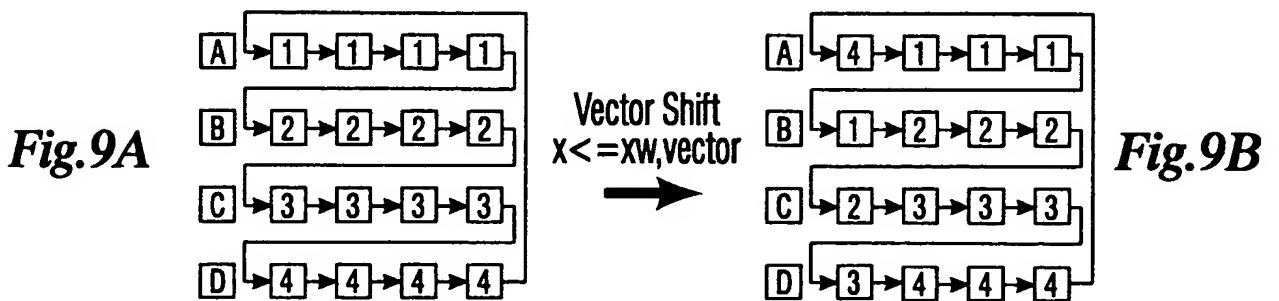 A 1 1 1 1
B 2 2 2 2
C 3 3 3 3
D 4 4 4 4
Fig.9A
Vector Shift
x<=xw,vector
A 4 1 1 1
B 1 2 2 2
C 2 3 3 3
D 3 4 4 4
Fig.9B